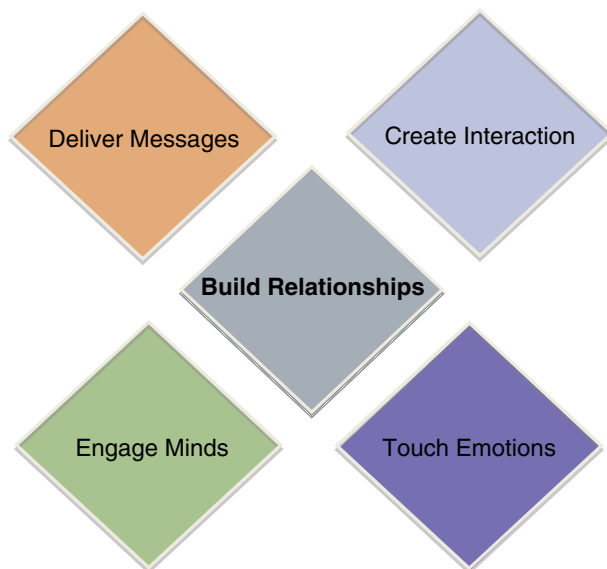 Deliver Messages
Create Interaction
Build Relationships
Engage Minds
Touch Emotions